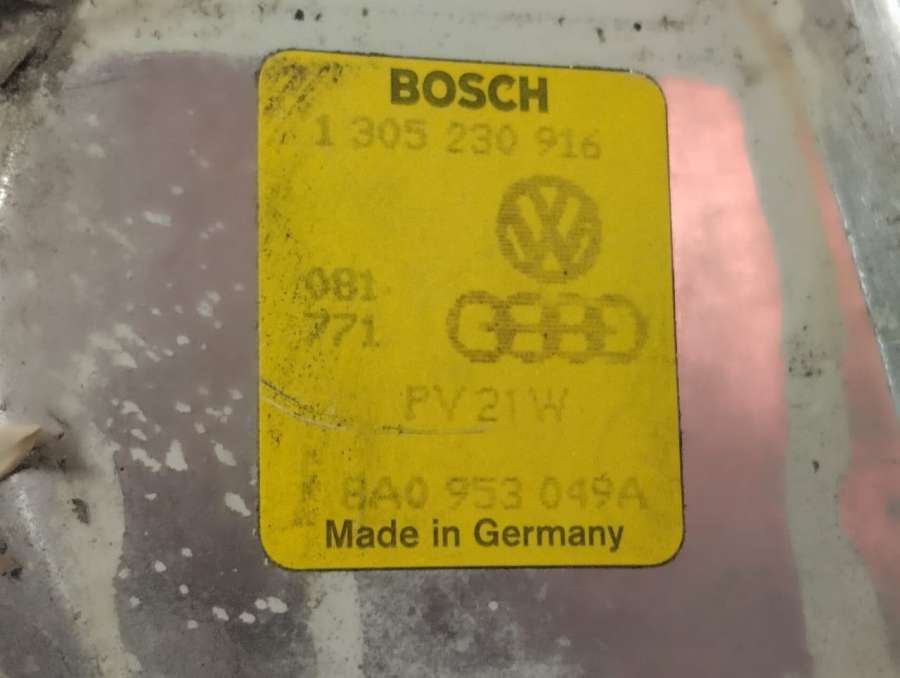 BOSCH
1 305 230 916
081
771
PY21W
8A0 953 049A
Made in Germany